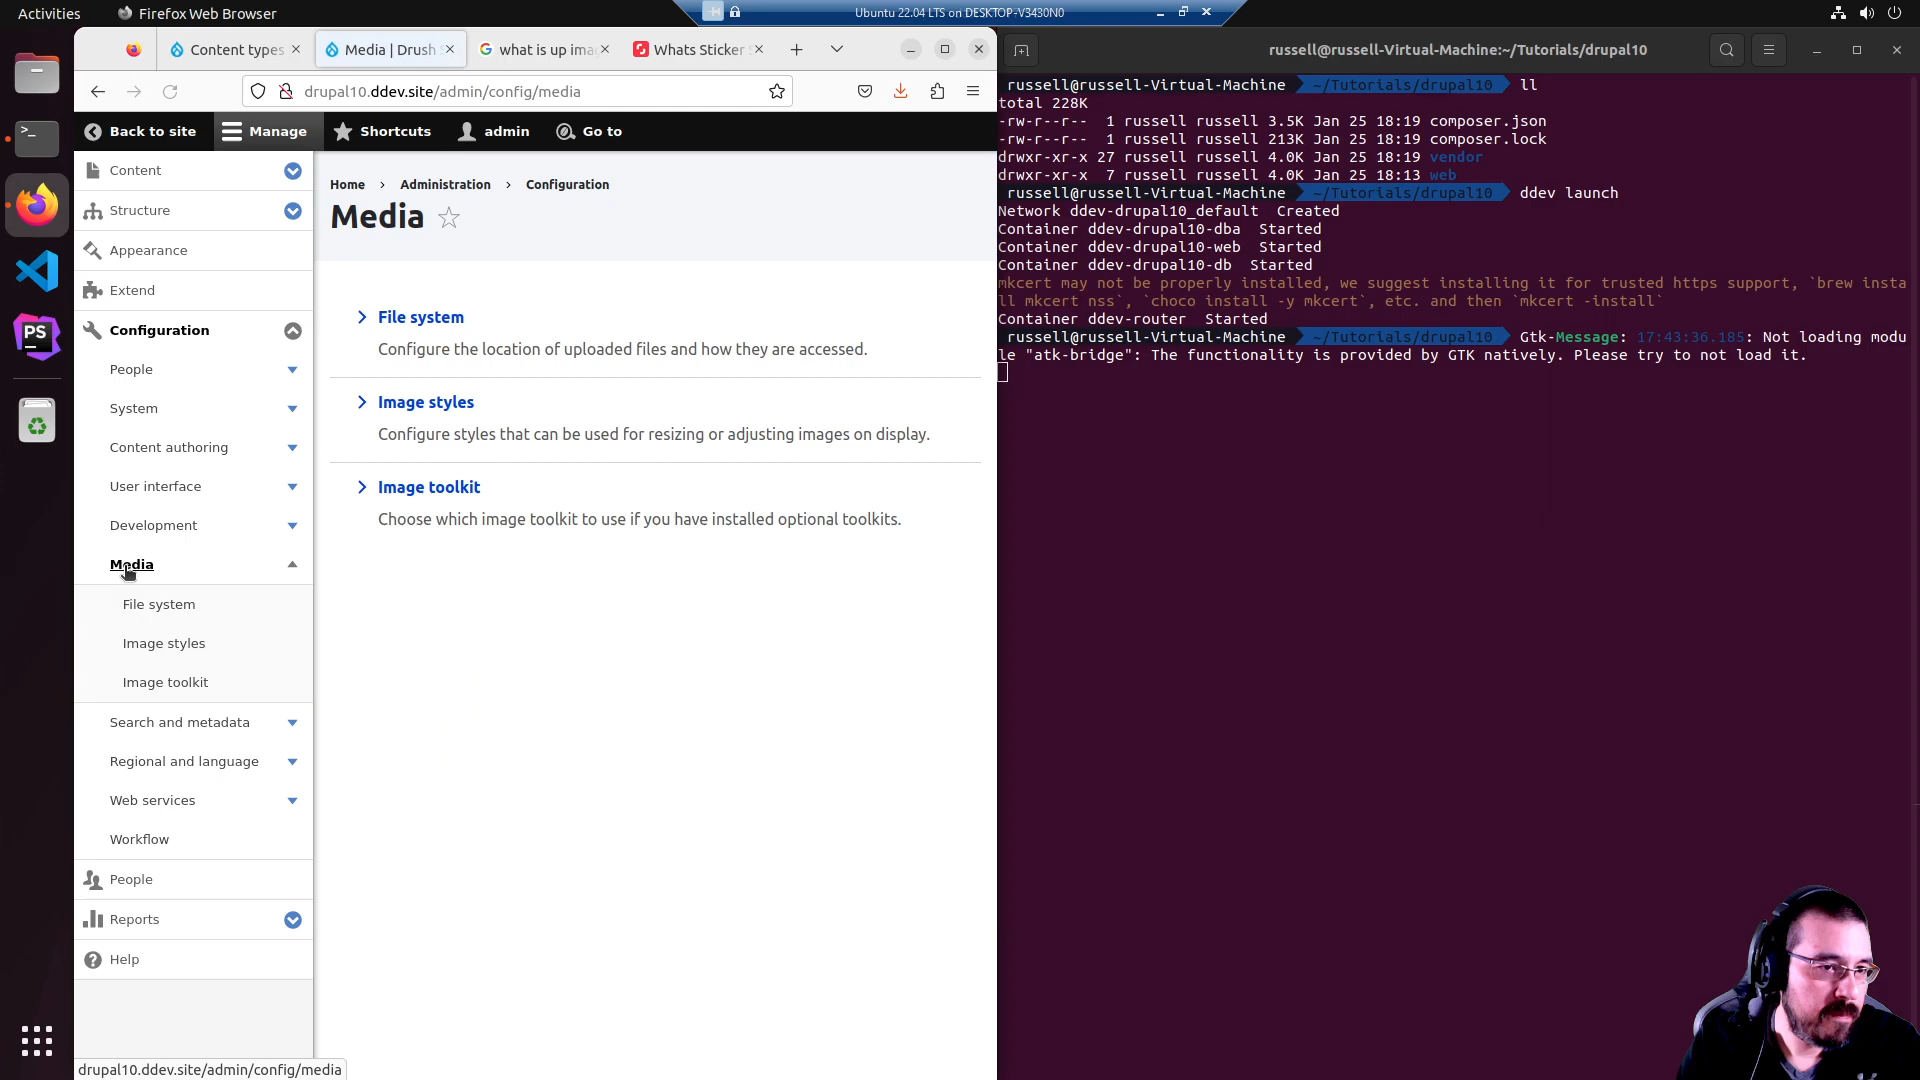 Activities
Firefox Web Browser
Ubuntu 22.04 LTS on DESKTOP-V3430N0
Content types
Media | Drush
what is up ima
Whats Sticker
drupal10.ddev.site/admin/config/media
Back to site
Manage
Shortcuts
admin
Go to
Content
Structure
Appearance
Extend
Configuration
People
System
Content authoring
User interface
Development
Media
File system
Image styles
Image toolkit
Search and metadata
Regional and language
Web services
Workflow
People
Reports
Help
drupal10.ddev.site/admin/config/media
Home > Administration > Configuration
Media
File system
Configure the location of uploaded files and how they are accessed.
Image styles
Configure styles that can be used for resizing or adjusting images on display.
Image toolkit
Choose which image toolkit to use if you have installed optional toolkits.
PS
russell@russell-Virtual-Machine:~/Tutorials/drupal10
russell@russell-Virtual-Machine ~/Tutorials/drupal10 ll
total 228K
-rw-r--r-- 1 russell russell 3.5K Jan 25 18:19 composer.json
-rw-r--r-- 1 russell russell 213K Jan 25 18:19 composer.lock
drwxr-xr-x 27 russell russell 4.0K Jan 25 18:19 vendor
drwxr-xr-x 7 russell russell 4.0K Jan 25 18:13 web
russell@russell-Virtual-Machine ~/Tutorials/drupal10 ddev launch
Network ddev-drupal10_default Created
Container ddev-drupal10-dba Started
Container ddev-drupal10-web Started
Container ddev-drupal10-db Started
mkcert may not be properly installed, we suggest installing it for trusted https support, `brew insta
ll mkcert nss`, `choco install -y mkcert`, etc. and then `mkcert -install`
Container ddev-router Started
russell@russell-Virtual-Machine ~/Tutorials/drupal10 Gtk-Message: 17:43:36.185: Not loading modu
le "atk-bridge": The functionality is provided by GTK natively. Please try to not load it.